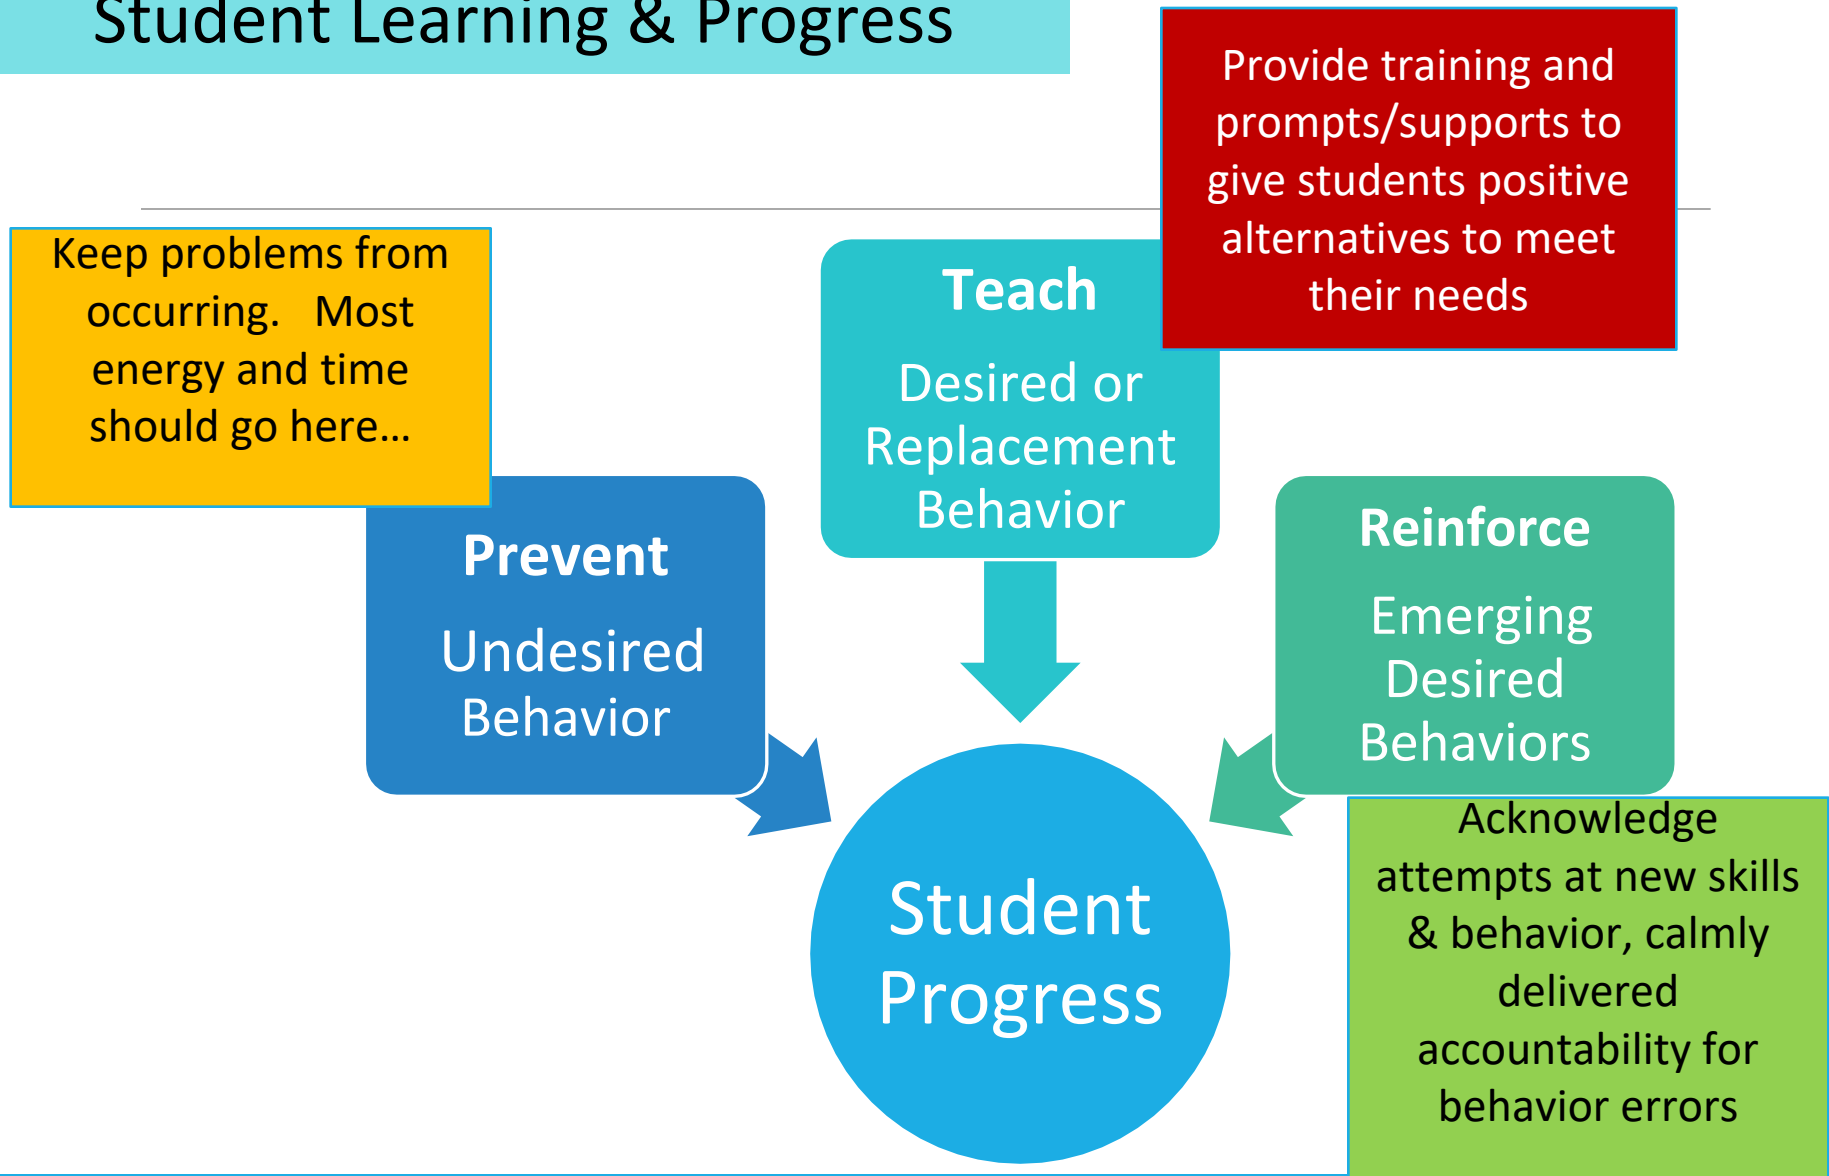 Student Learning & Progress
Provide training and
prompts/supports to
give students positive
alternatives to meet
their needs
Keep problems from
occurring.   Most
energy and time
should go here…
Teach
Desired or
Replacement
Behavior
Prevent
Undesired
Behavior
Reinforce
Emerging
Desired
Behaviors
Student
Progress
Acknowledge
attempts at new skills
& behavior, calmly
delivered
accountability for
behavior errors